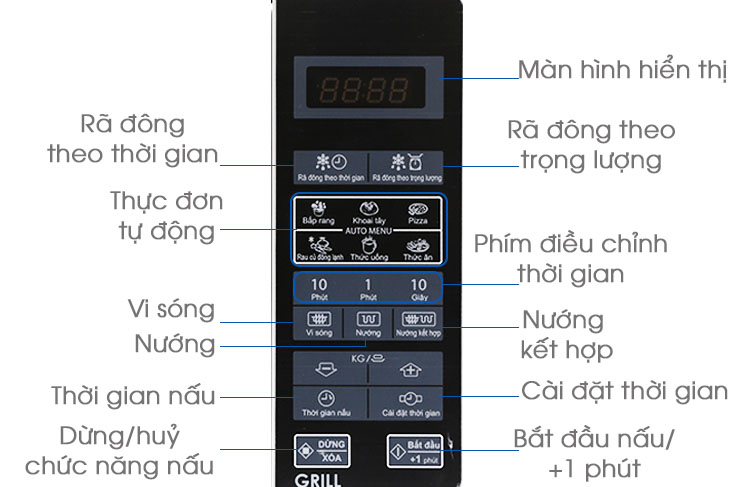 Màn hình hiển thị
88:88
Rã đông
theo thời gian
Rã đông theo
trọng lượng
Rã đông theo thời gian
Rã đông theo trọng lượng
Thực đơn
tự động
Bắp rang
Khoai tây
Pizza
AUTO MENU
Rau củ đông lạnh
Thức uống
Thức ăn
Phím điều chỉnh
thời gian
10
Phút
1
Phút
10
Giây
Vi sóng
Nướng
Vi sóng
Nướng
Nướng kết hợp
Nướng
kết hợp
KG/
Thời gian nấu
Thời gian nấu
Cài đặt thời gian
Cài đặt thời gian
Dừng/huỷ
chức năng nấu
DỪNG
XÓA
Bắt đầu
+1 phút
Bắt đầu nấu/
+1 phút
GRILL